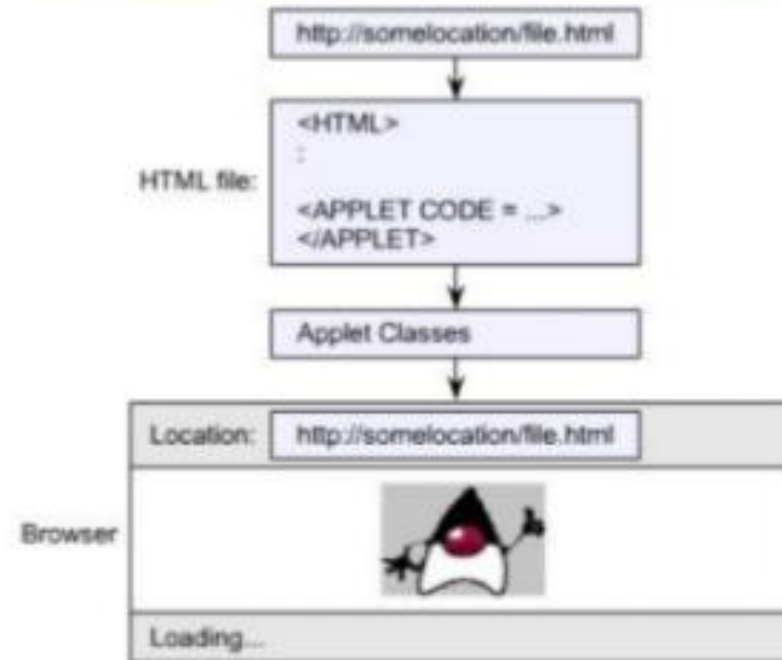 http://somelocation/file.html
<HTML>
:
HTML file:
<APPLET CODE = ...>
</APPLET>
Applet Classes
Location: http://somelocation/file.html
Browser
Loading...